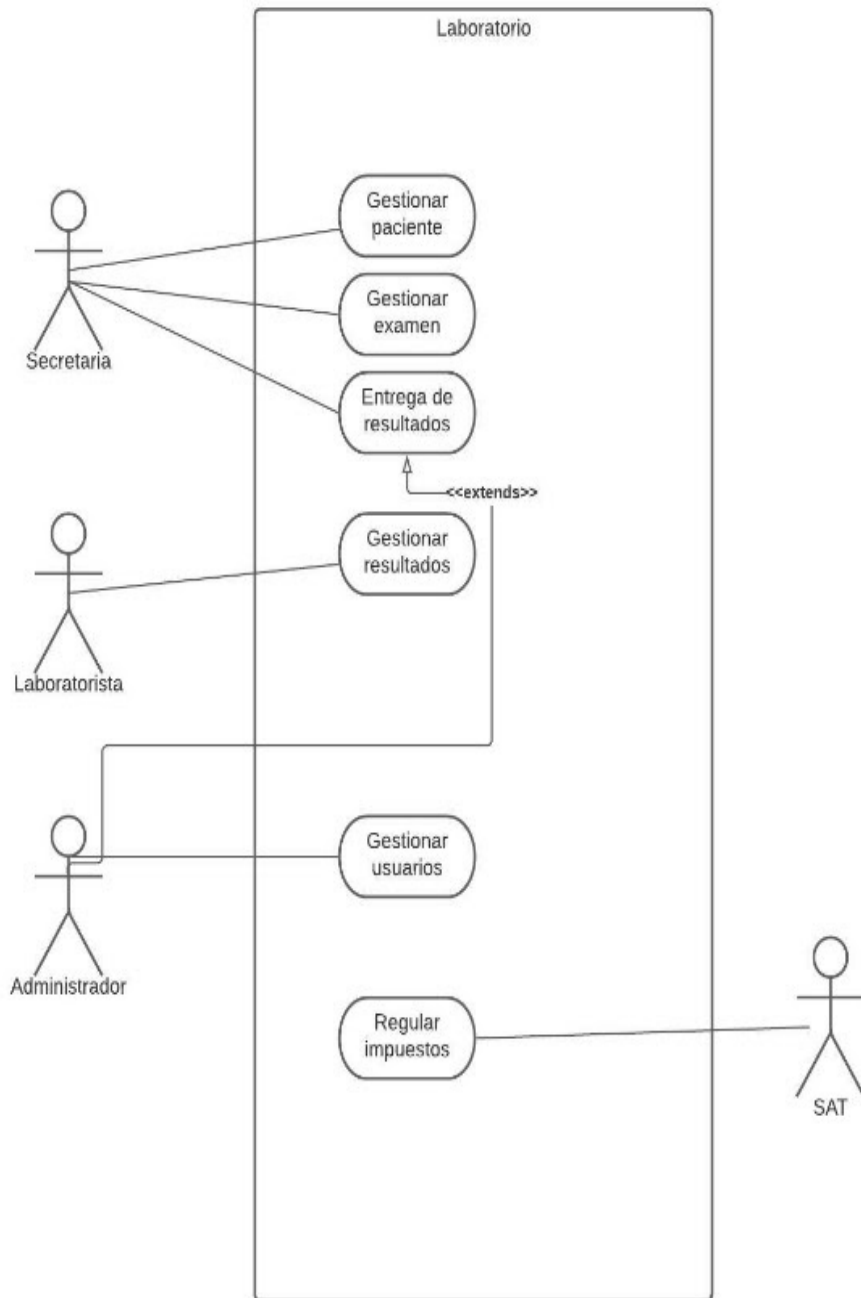 Laboratorio
Gestionar
paciente
Gestionar
examen
Secretaria
Entrega de
resultados
<<extends>>
Gestionar
resultados
Laboratorista
Gestionar
usuarios
Administrador
Regular
impuestos
SAT